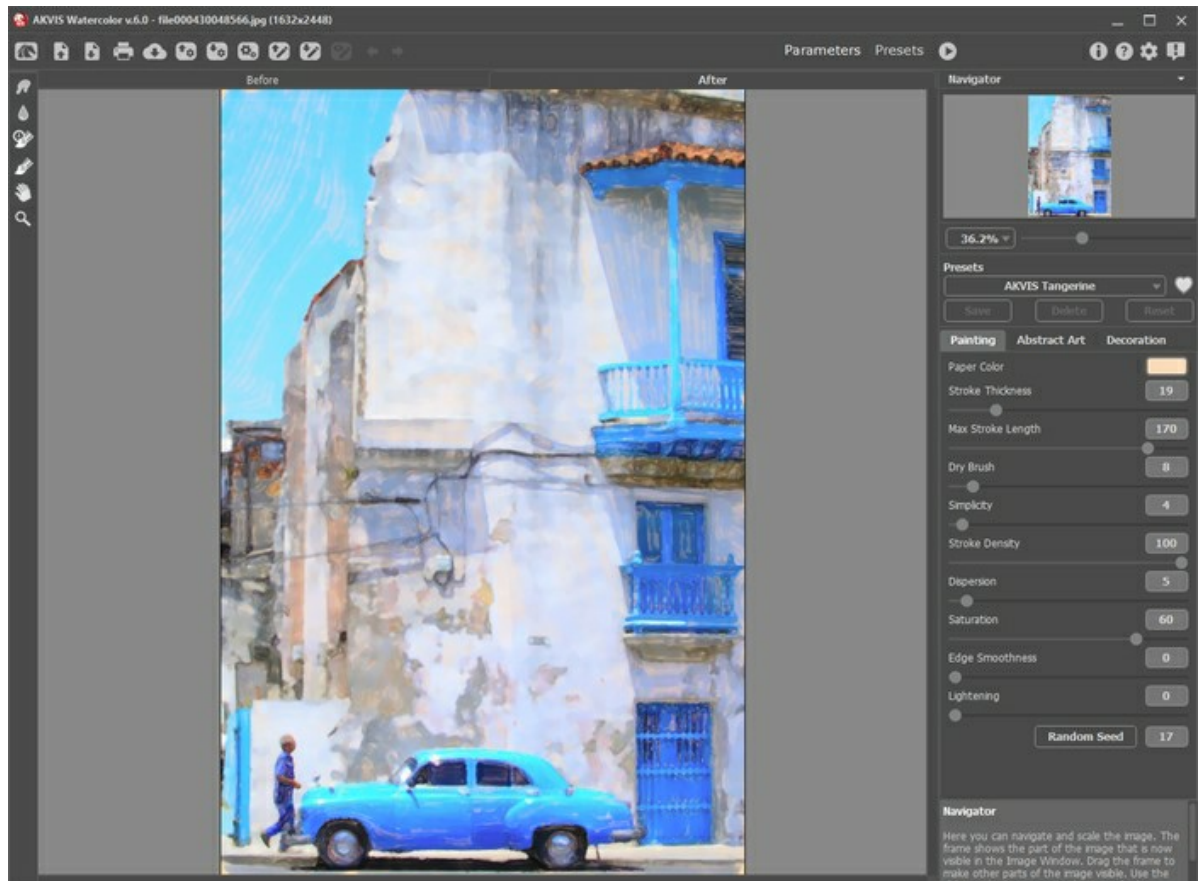 AKVIS Watercolor v.6.0 - file000430048566.jpg (1632x2448)
Parameters Presets
Before
After
Navigator
36.2%
Presets
AKVIS Tangerine
Save Delete Reset
Painting Abstract Art Decoration
Paper Color
Stroke Thickness 19
Max Stroke Length 170
Dry Brush 8
Simplicity 4
Stroke Density 100
Dispersion 5
Saturation 60
Edge Smoothness 0
Lightening 0
Random Seed 17
Navigator
Here you can navigate and scale the image. The
frame shows the part of the image that is now
visible in the Image Window. Drag the frame to
make other parts of the image visible. Use the